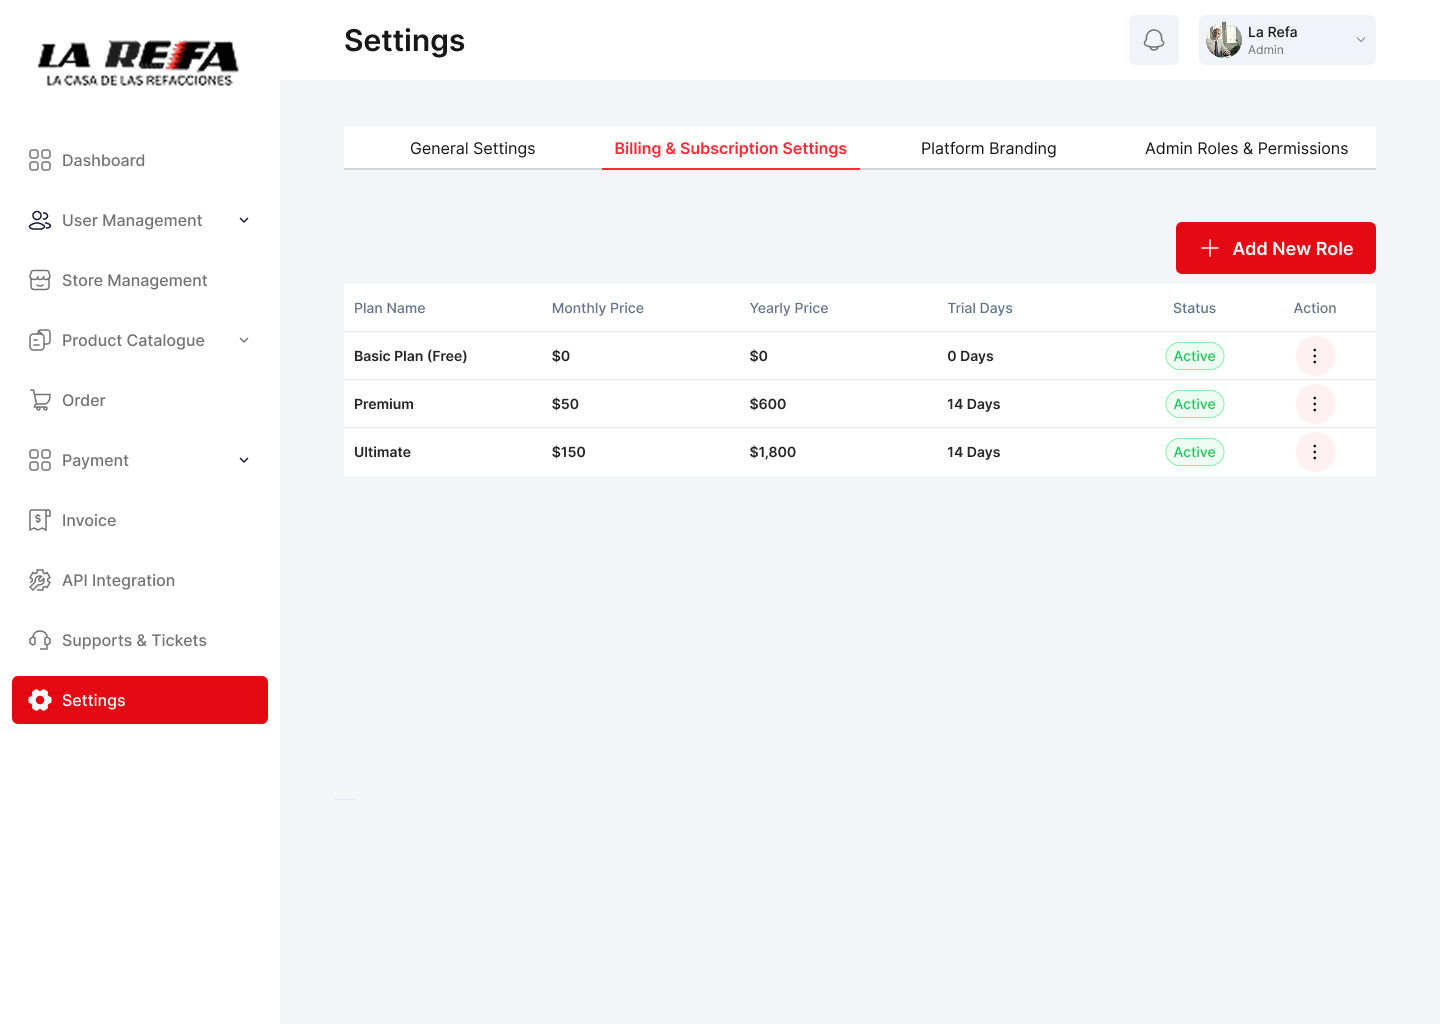 LA REFA
LA CASA DE LAS REFACCIONES
Settings
La Refa
Admin
Dashboard
User Management
Store Management
Product Catalogue
Order
Payment
Invoice
API Integration
Supports & Tickets
Settings
General Settings
Billing & Subscription Settings
Platform Branding
Admin Roles & Permissions
Add New Role
Plan Name Monthly Price Yearly Price Trial Days Status Action
Basic Plan (Free) $0 $0 0 Days Active
Premium $50 $600 14 Days Active
Ultimate $150 $1,800 14 Days Active